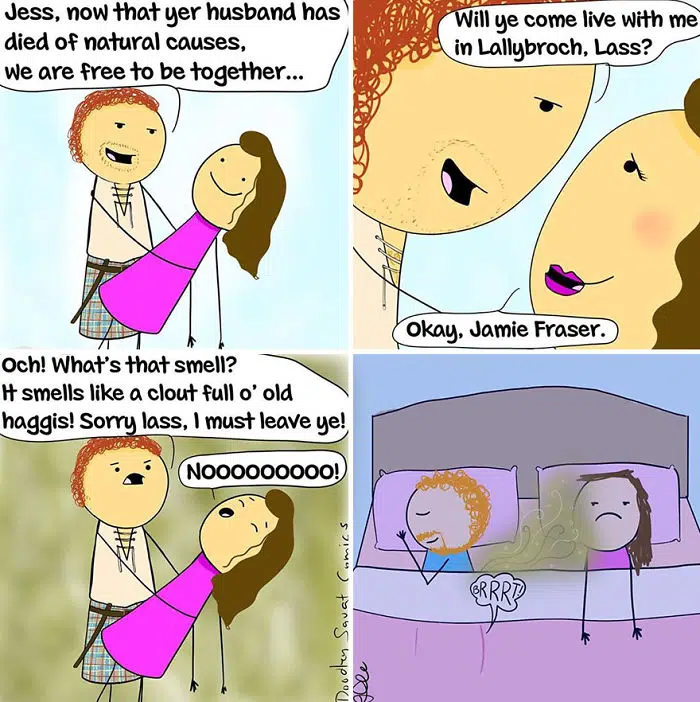 Jess, now that yer husband has
died of natural causes,
we are free to be together...
Will ye come live with me
in Lallybroch, Lass?
Okay, Jamie Fraser.
Och! What's that smell?
It smells like a clout full o' old
haggis! Sorry lass, I must leave ye!
NOOOOOOOOO!
BRRRT!